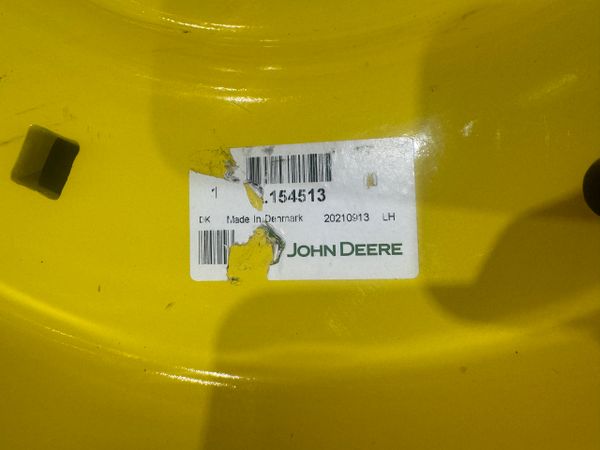 1 .154513
DK Made In Denmark 20210913 LH
JOHN DEERE